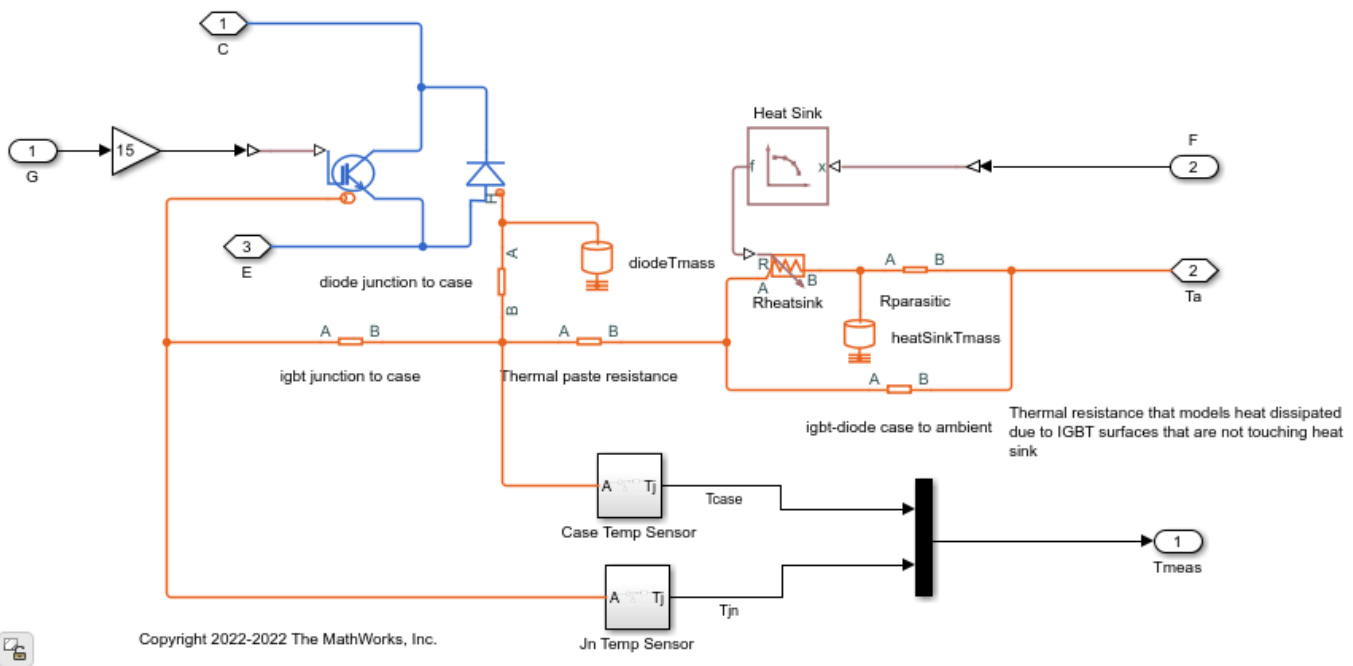 1
C
Heat Sink
F
1
G
15
f
x
2
H
A
diodeTmass
3
E
diode junction to case
B
R
A
B
Rheatsink
A
B
Rparasitic
2
Ta
heatSinkTmass
A
B
igbt junction to case
A
B
Thermal paste resistance
A
B
igbt-diode case to ambient
Thermal resistance that models heat dissipated
due to IGBT surfaces that are not touching heat
sink
A
Tj
Tcase
Case Temp Sensor
1
Tmeas
A
Tj
Tjn
Jn Temp Sensor
Copyright 2022-2022 The MathWorks, Inc.